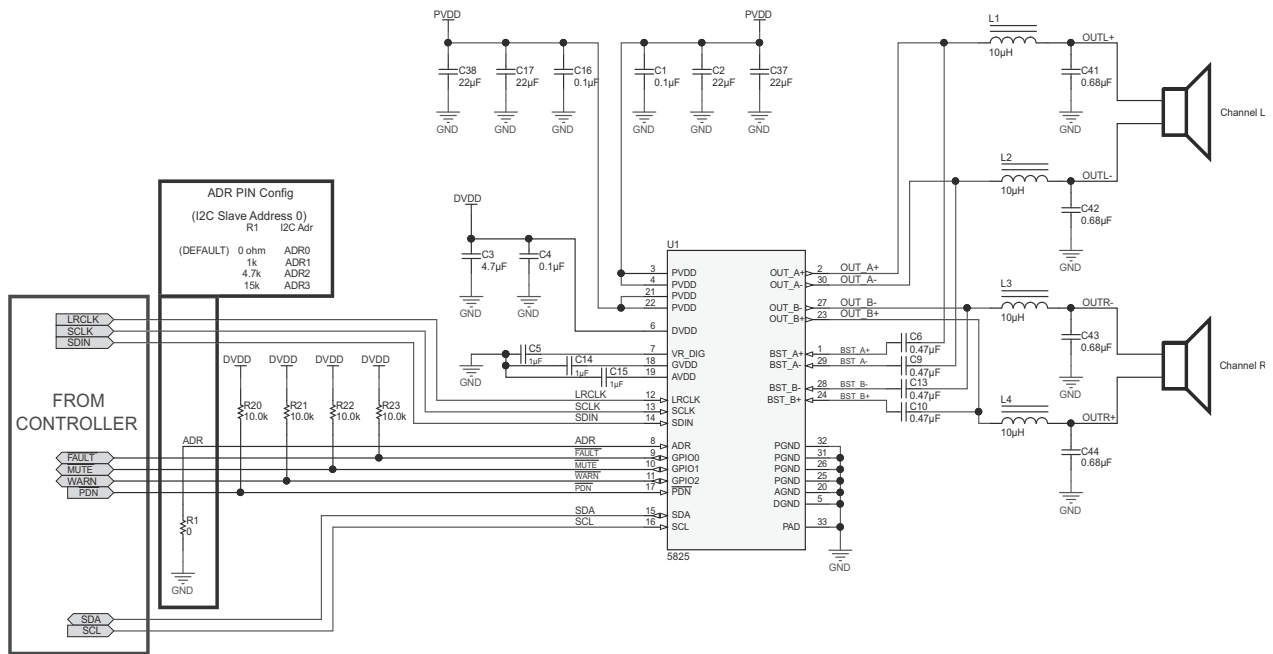 PVDD
PVDD
C38
22µF
C17
22µF
C16
0.1µF
C1
0.1µF
C2
22µF
C37
22µF
GND
GND
GND
GND
GND
GND
L1
10µH
OUTL+
C41
0.68µF
GND
Channel L
L2
10µH
OUTL-
C42
0.68µF
GND
ADR PIN Config
(I2C Slave Address 0)
R1 I2C Adr
(DEFAULT) 0 ohm ADR0
1k ADR1
4.7k ADR2
15k ADR3
DVDD
C3
4.7µF
C4
0.1µF
GND
GND
U1
3 PVDD
4 PVDD
21 PVDD
22 PVDD
6 DVDD
7 VR_DIG
18 GVDD
19 AVDD
LRCLK 12 LRCLK
SCLK 13 SCLK
SDIN 14 SDIN
ADR 8 ADR
FAULT 9 GPIO0
MUTE 10 GPIO1
WARN 11 GPIO2
PDN 17 PDN
SDA 15 SDA
SCL 16 SCL
5825
OUT_A+ 2 OUT_A+
OUT_A- 30 OUT_A-
OUT_B- 27 OUT_B-
OUT_B+ 23 OUT_B+
BST_A+ 1 BST_A+
BST_A- 29 BST_A-
BST_B- 28 BST_B-
BST_B+ 24 BST_B+
PGND 32
PGND 31
PGND 26
PGND 25
AGND 20
DGND 5
PAD 33
GND
C5
1µF
C14
1µF
C15
1µF
GND
C6
0.47µF
C9
0.47µF
C13
0.47µF
C10
0.47µF
L3
10µH
OUTR-
C43
0.68µF
GND
Channel R
L4
10µH
OUTR+
C44
0.68µF
GND
LRCLK
SCLK
SDIN
DVDD DVDD DVDD DVDD
R20
10.0k
R21
10.0k
R22
10.0k
R23
10.0k
FROM
CONTROLLER
ADR
FAULT
MUTE
WARN
PDN
R1
0
GND
SDA
SCL